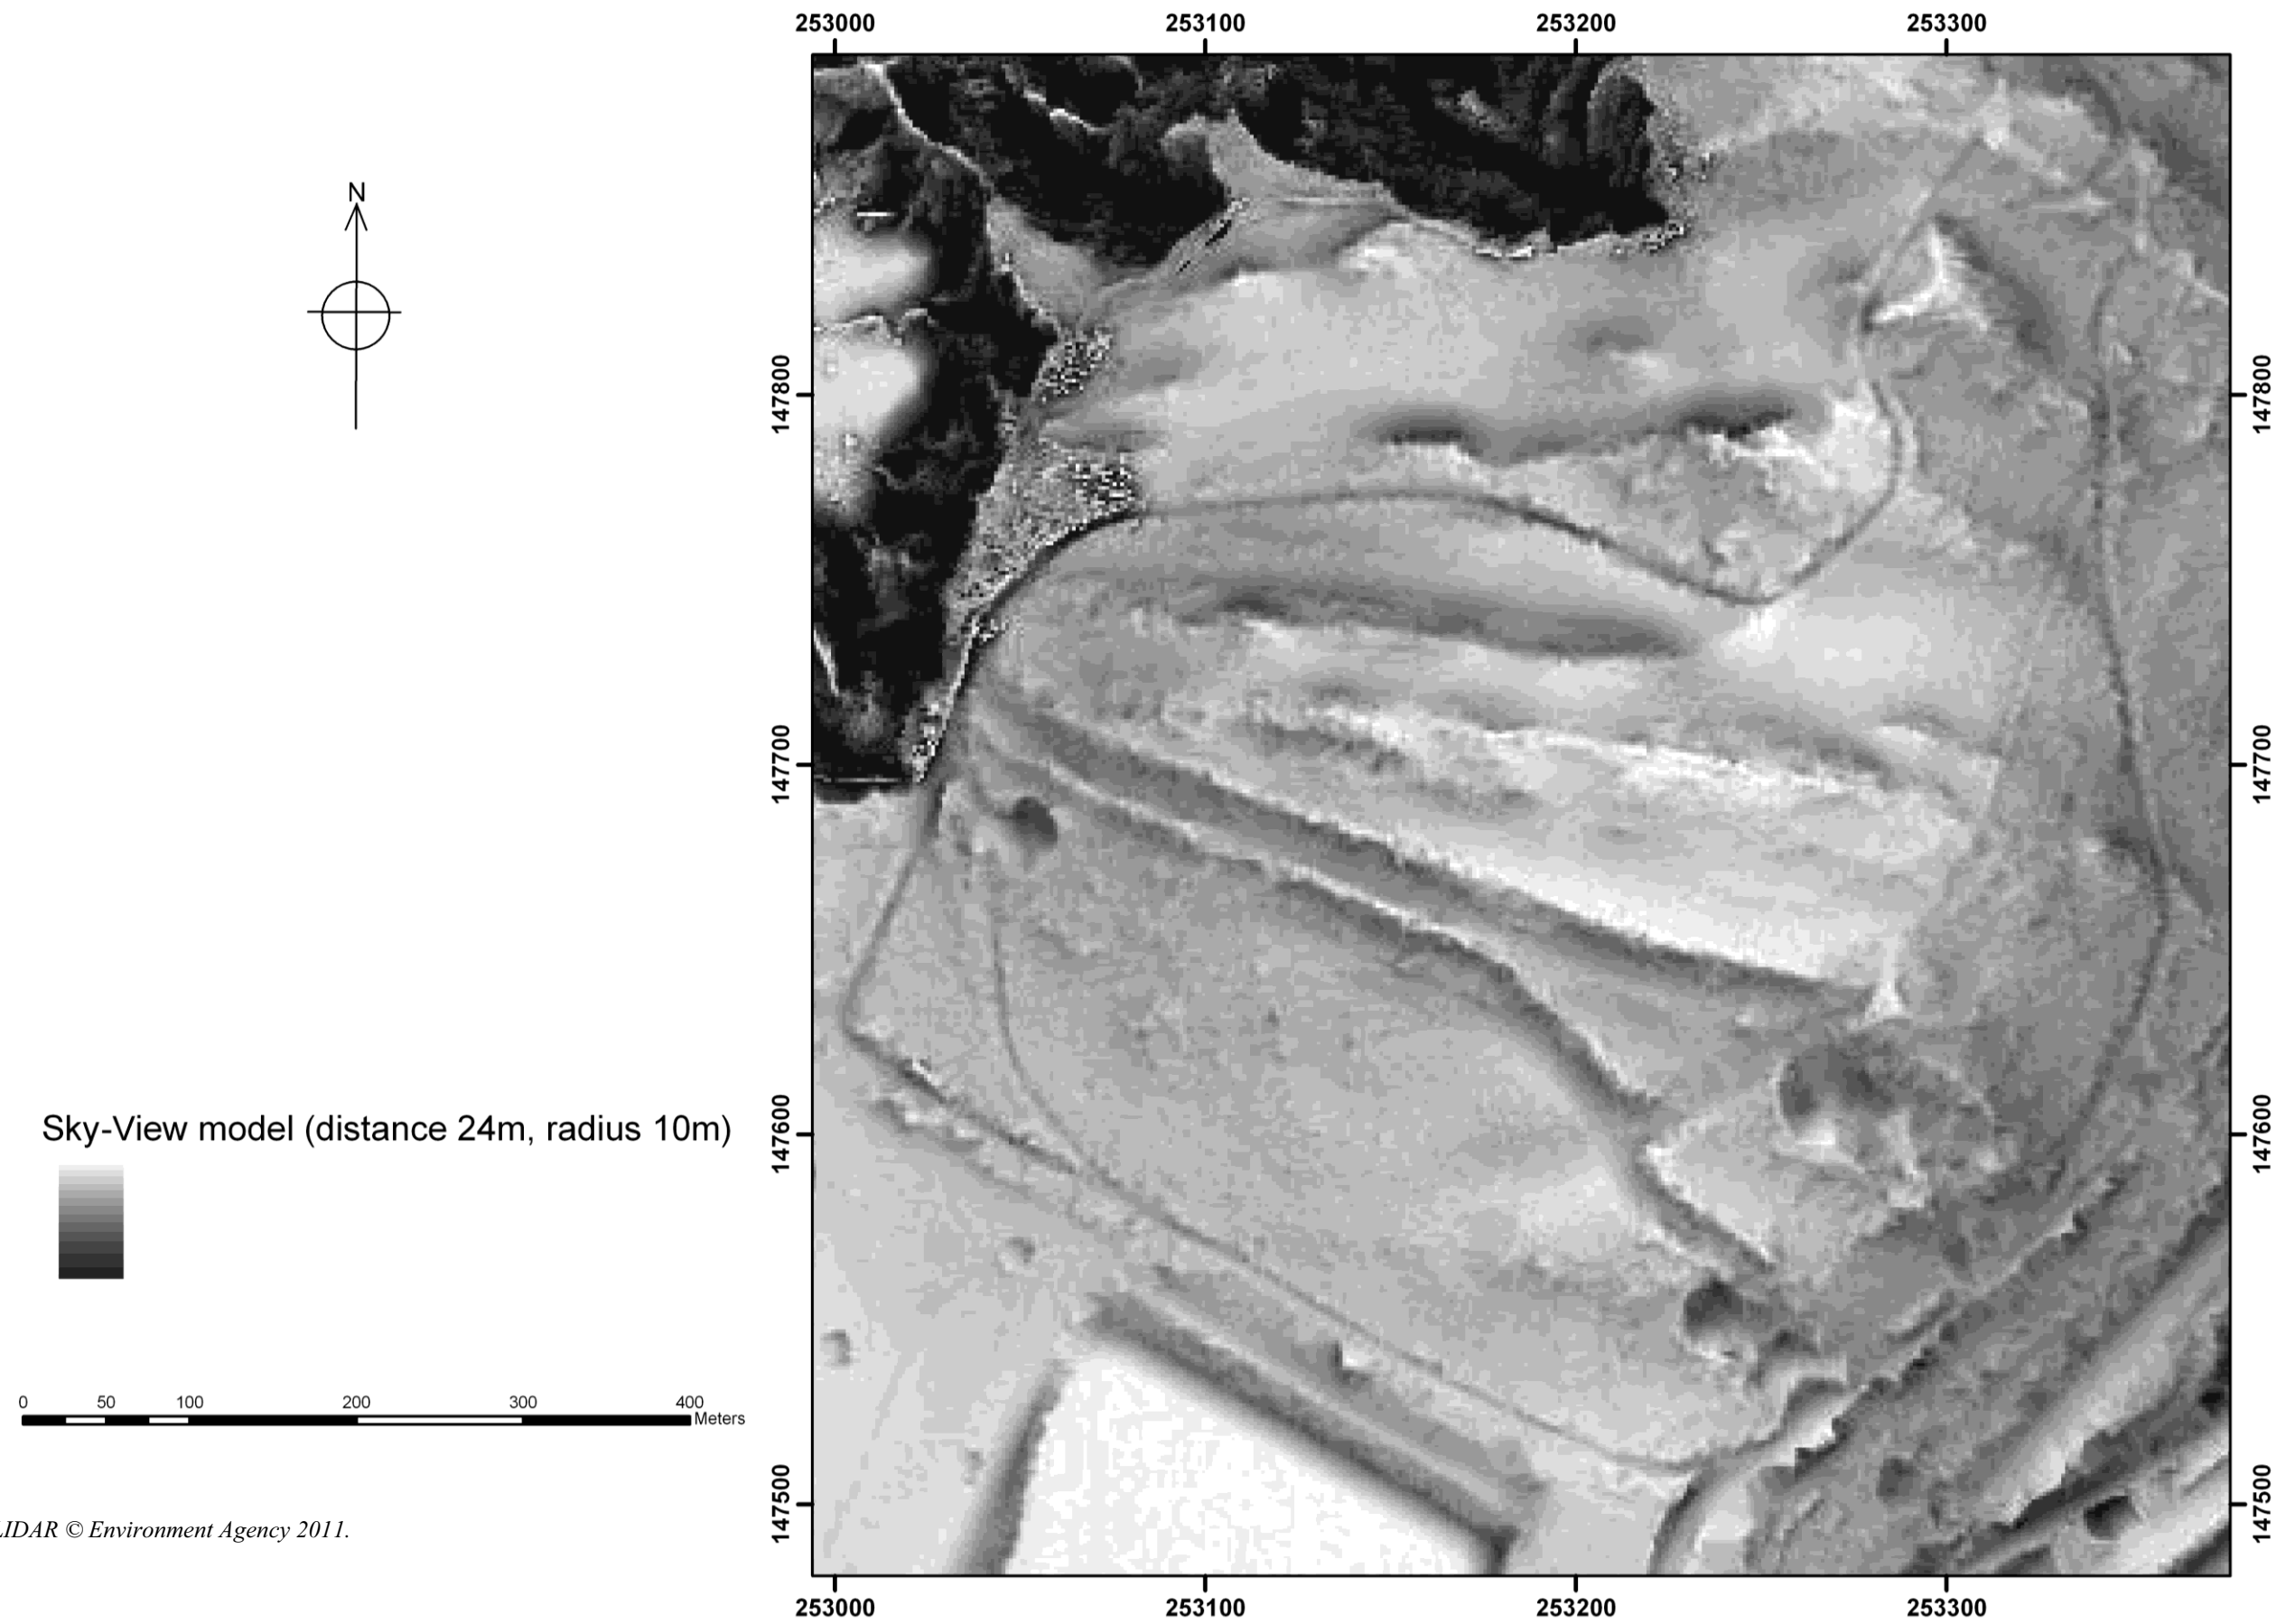 253000 253100 253200 253300
N
147800 147800
147700 147700
147600 147600
Sky-View model (distance 24m, radius 10m)
0 50 100 200 300 400
Meters
147500 147500
LIDAR © Environment Agency 2011.
253000 253100 253200 253300